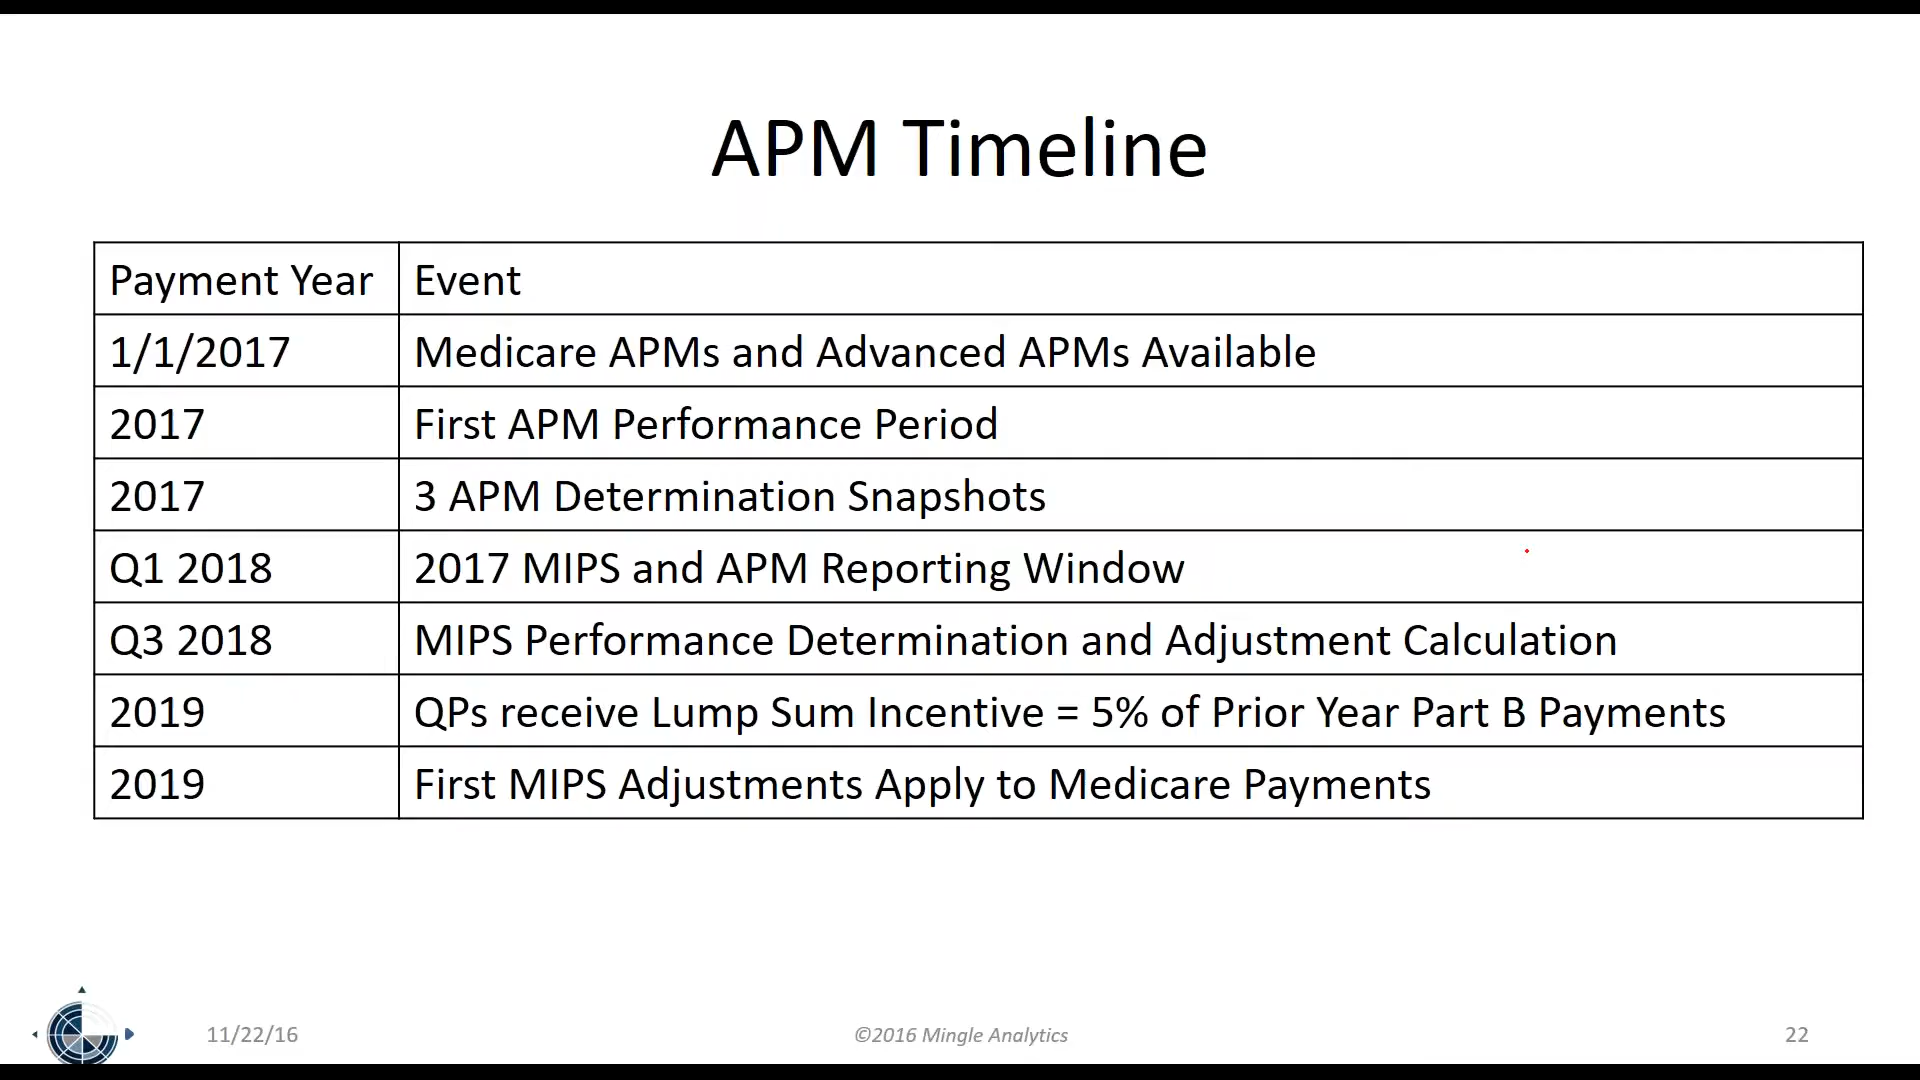 APM Timeline
Payment Year Event
1/1/2017 Medicare APMs and Advanced APMs Available
2017 First APM Performance Period
2017 3 APM Determination Snapshots
Q1 2018 2017 MIPS and APM Reporting Window
Q3 2018 MIPS Performance Determination and Adjustment Calculation
2019 QPs receive Lump Sum Incentive = 5% of Prior Year Part B Payments
2019 First MIPS Adjustments Apply to Medicare Payments
11/22/16 ©2016 Mingle Analytics 22